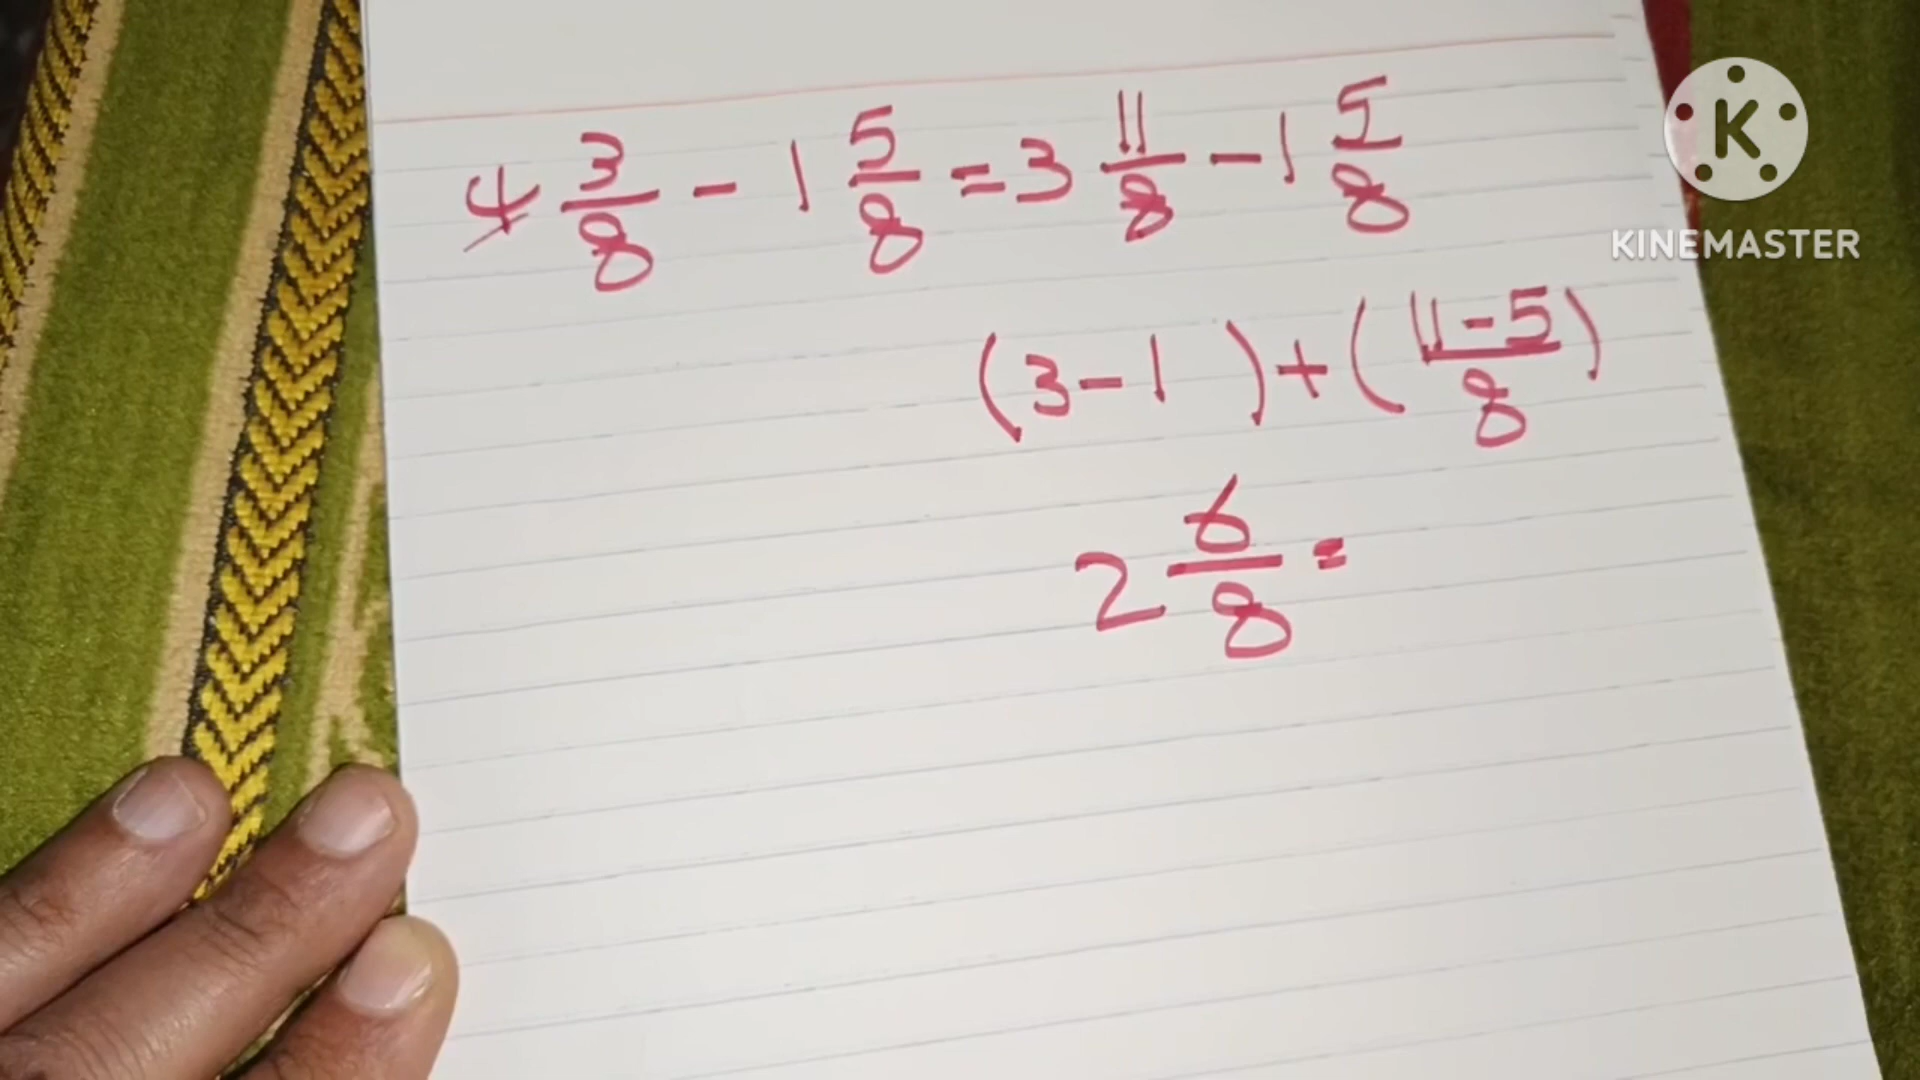 4 3/8 - 1 5/8 = 3 11/8 - 1 5/8
(3-1) + (11-5/8)
2 6/8 =
K
KINEMASTER